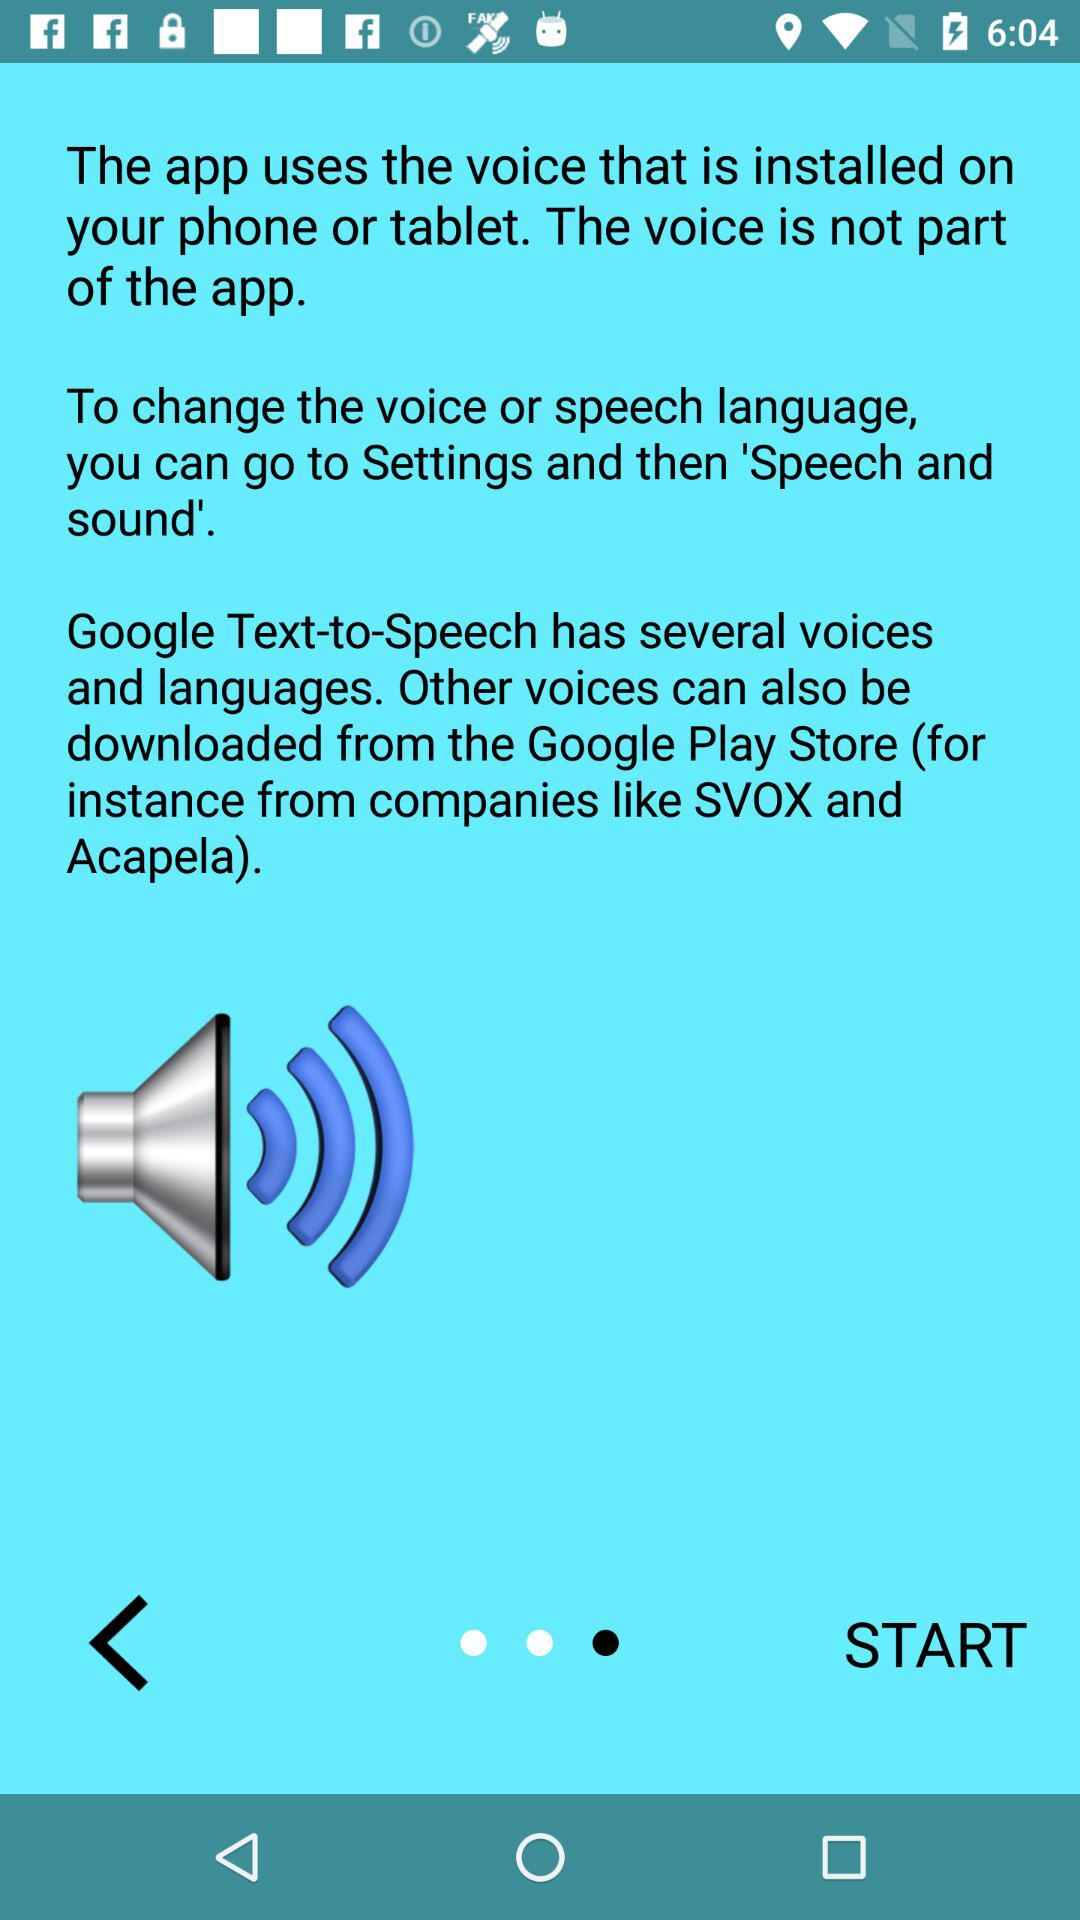 FAKE
6:04
The app uses the voice that is installed on
your phone or tablet. The voice is not part
of the app.
To change the voice or speech language,
you can go to Settings and then 'Speech and
sound'.
Google Text-to-Speech has several voices
and languages. Other voices can also be
downloaded from the Google Play Store (for
instance from companies like SVOX and
Acapela).
START